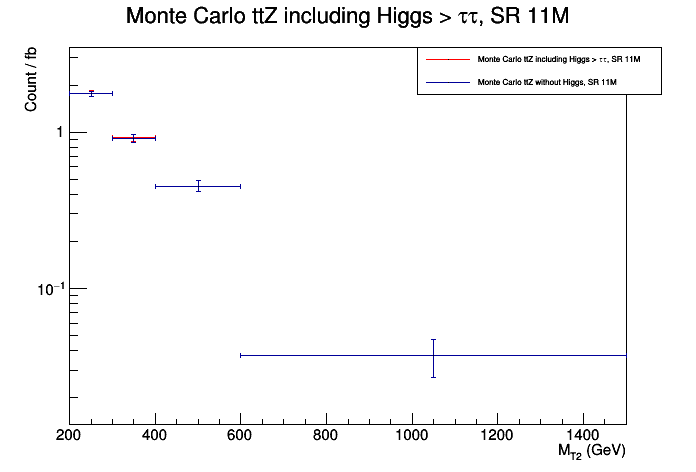 Monte Carlo ttZ including Higgs > ττ, SR 11M
Count / fb
Monte Carlo ttZ including Higgs > ττ, SR 11M
Monte Carlo ttZ without Higgs, SR 11M
1
10⁻¹
200 400 600 800 1000 1200 1400
M_T2 (GeV)